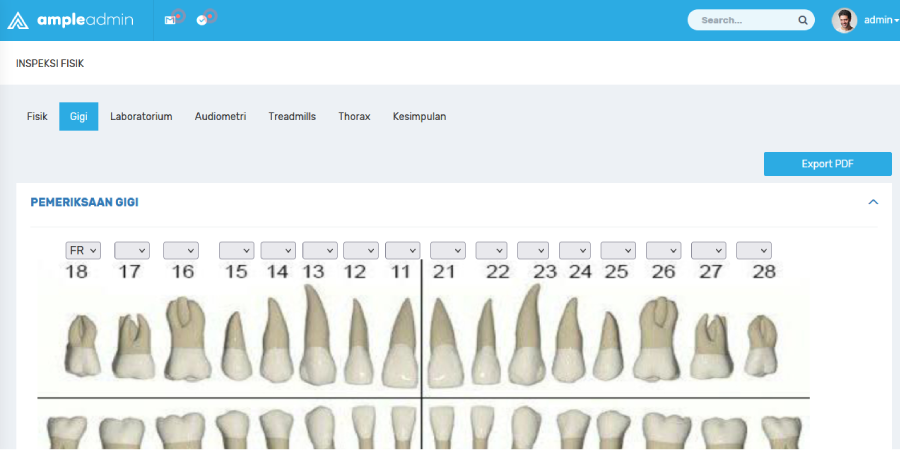 ampleadmin
Search...
admin
INSPEKSI FISIK
Fisik Gigi Laboratorium Audiometri Treadmills Thorax Kesimpulan
Export PDF
PEMERIKSAAN GIGI
FR
18 17 16 15 14 13 12 11 21 22 23 24 25 26 27 28